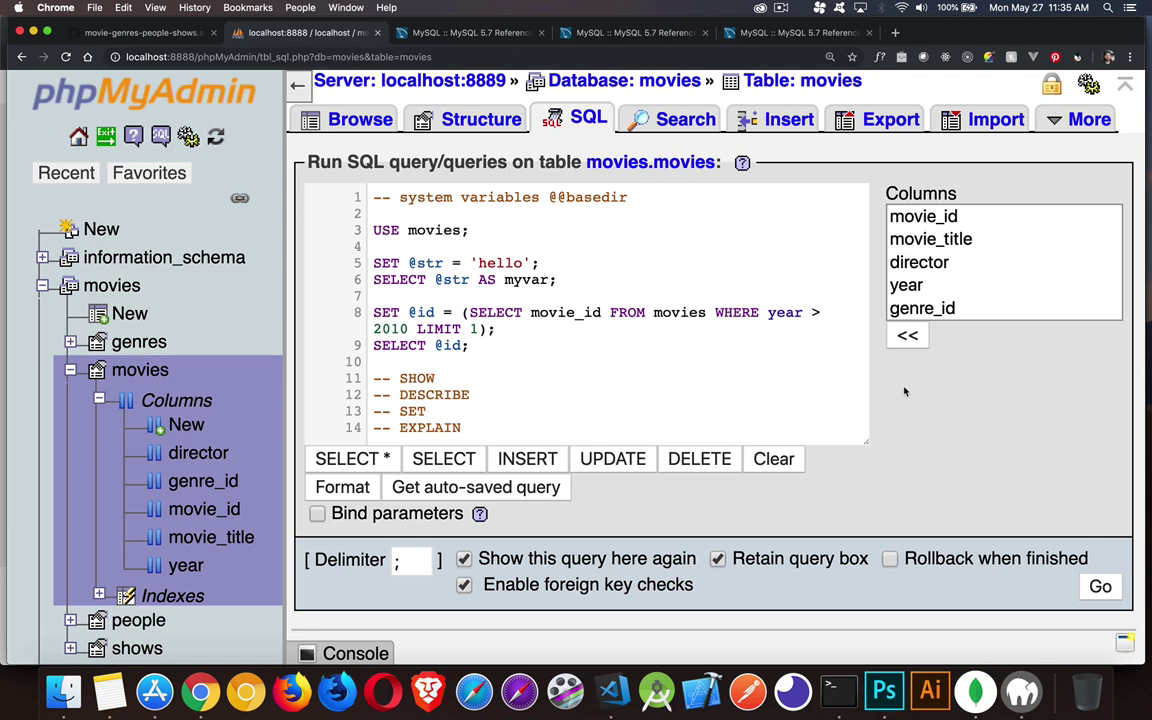 Chrome File Edit View History Bookmarks People Window Help 100% Mon May 27 11:35 AM
movie-genres-people-shows.s localhost:8888 / localhost / m MySQL :: MySQL 5.7 Referenc MySQL :: MySQL 5.7 Referenc MySQL :: MySQL 5.7 Referenc
localhost:8888/phpMyAdmin/tbl_sql.php?db=movies&table=movies
phpMyAdmin
Recent Favorites
New
information_schema
movies
New
genres
movies
Columns
New
director
genre_id
movie_id
movie_title
year
Indexes
people
shows
Server: localhost:8889 » Database: movies » Table: movies
Browse Structure SQL Search Insert Export Import More
Run SQL query/queries on table movies.movies:
1 -- system variables @@basedir
2
3 USE movies;
4
5 SET @str = 'hello';
6 SELECT @str AS myvar;
7
8 SET @id = (SELECT movie_id FROM movies WHERE year >
2010 LIMIT 1);
9 SELECT @id;
10
11 -- SHOW
12 -- DESCRIBE
13 -- SET
14 -- EXPLAIN
Columns
movie_id
movie_title
director
year
genre_id
<<
SELECT * SELECT INSERT UPDATE DELETE Clear
Format Get auto-saved query
Bind parameters
[ Delimiter ; ] Show this query here again Retain query box Rollback when finished
Enable foreign key checks
Go
Console
Ps Ai